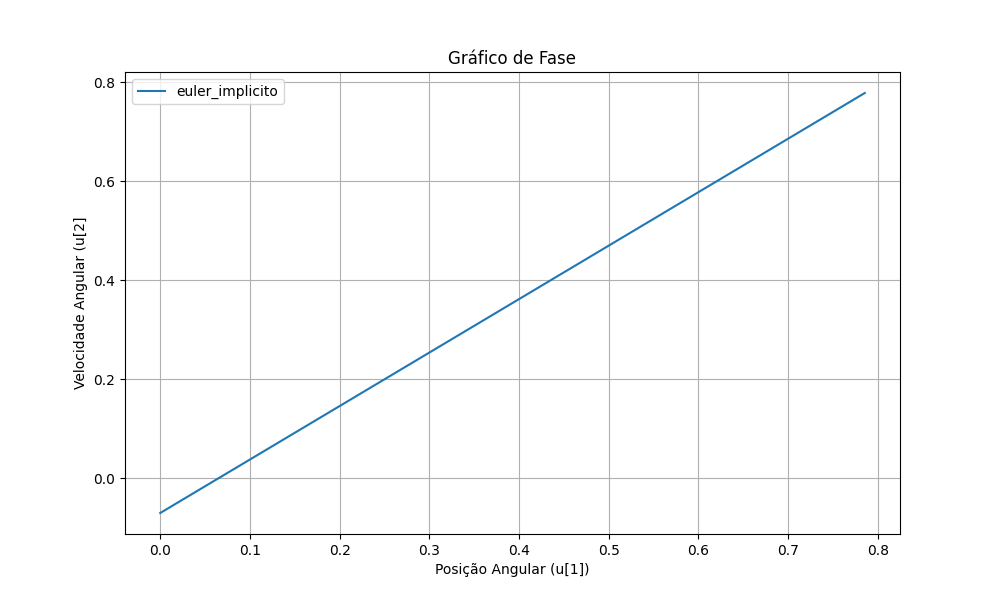 Gráfico de Fase
euler_implicito
Velocidade Angular (u[2]
0.8
0.6
0.4
0.2
0.0
0.0 0.1 0.2 0.3 0.4 0.5 0.6 0.7 0.8
Posição Angular (u[1])